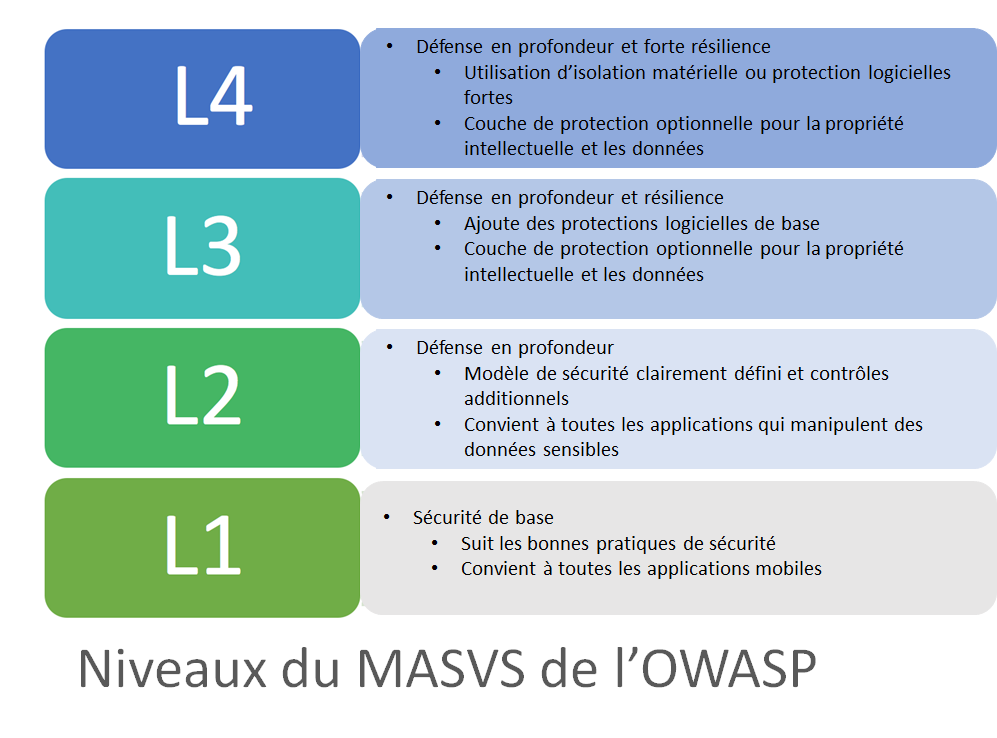 L4
• Défense en profondeur et forte résilience
• Utilisation d’isolation matérielle ou protection logicielles
fortes
• Couche de protection optionnelle pour la propriété
intellectuelle et les données
L3
• Défense en profondeur et résilience
• Ajoute des protections logicielles de base
• Couche de protection optionnelle pour la propriété
intellectuelle et les données
L2
• Défense en profondeur
• Modèle de sécurité clairement défini et contrôles
additionnels
• Convient à toutes les applications qui manipulent des
données sensibles
L1
• Sécurité de base
• Suit les bonnes pratiques de sécurité
• Convient à toutes les applications mobiles
Niveaux du MASVS de l’OWASP